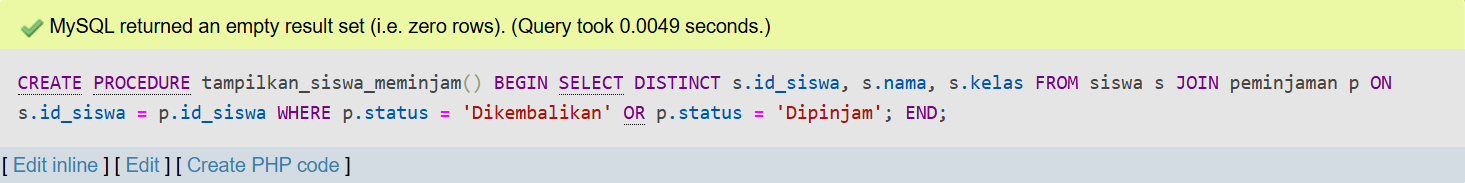 MySQL returned an empty result set (i.e. zero rows). (Query took 0.0049 seconds.)
CREATE PROCEDURE tampilkan_siswa_meminjam() BEGIN SELECT DISTINCT s.id_siswa, s.nama, s.kelas FROM siswa s JOIN peminjaman p ON
s.id_siswa = p.id_siswa WHERE p.status = 'Dikembalikan' OR p.status = 'Dipinjam'; END;
[ Edit inline ] [ Edit ] [ Create PHP code ]